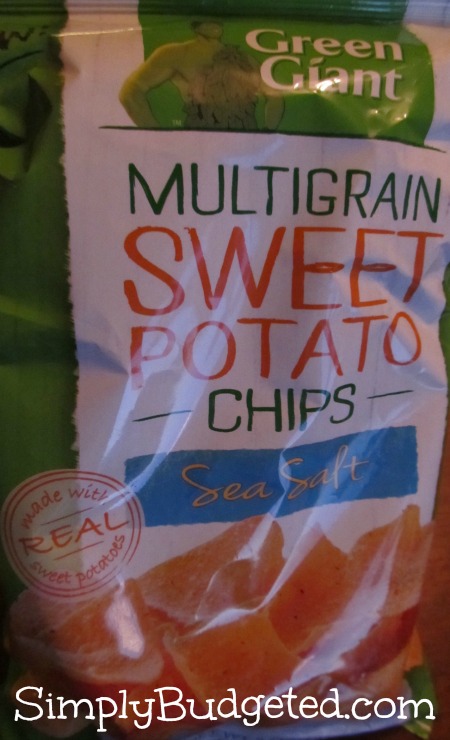 Green
Giant
MULTIGRAIN
SWEET
POTATO
CHIPS
Sea Salt
made with
REAL
sweet potatoes
SimplyBudgeted.com